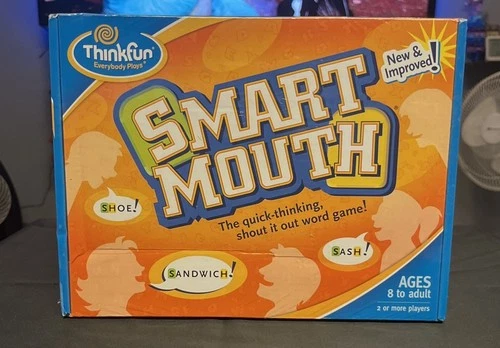 Thinkfun
Everybody Plays
New &
Improved!
SMART
MOUTH
The quick-thinking,
shout it out word game!
SHOE!
SASH!
SANDWICH!
AGES
8 to adult
2 or more players